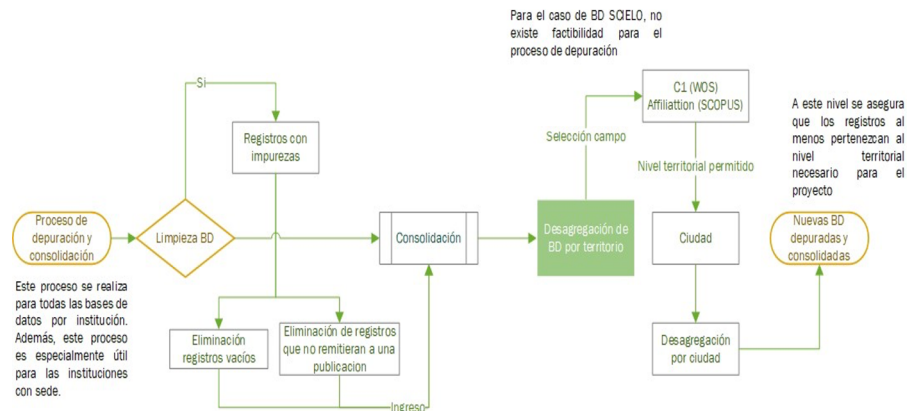 Para el caso de BD SCIELO, no
existe factibilidad para el
proceso de depuración
Si
C1 (WOS)
Affiliattion (SCOPUS)
A este nivel se asegura
que los registros al
menos pertenezcan al
nivel territorial
necesario para el
proyecto
Registros con
impurezas
Selección campo
Nivel territorial permitido
Proceso de
depuración y
consolidación
Limpieza BD
Consolidación
Desagregación de
BD por territorio
Ciudad
Nuevas BD
depuradas y
consolidadas
Este proceso se realiza
para todas las bases de
datos por institución.
Además, este proceso
es especialmente útil
para las instituciones
con sede.
Eliminación
registros vacíos
Eliminación de registros
que no remitieran a una
publicacion
Desagregación
por ciudad
Ingreso